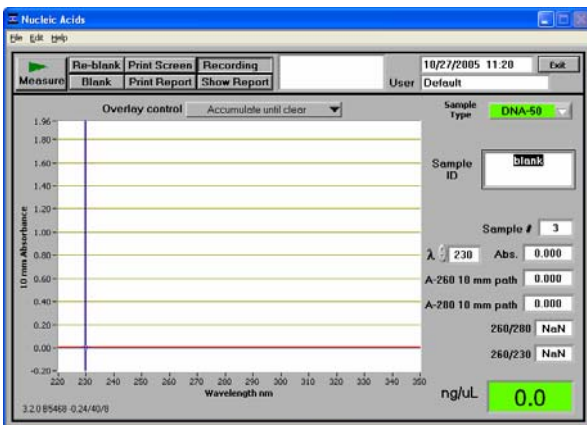 Nucleic Acids
File Edit Help
Measure
Re-blank Print Screen Recording
Blank Print Report Show Report
10/27/2005 11:20 Exit
User Default
Overlay control Accumulate until clear
Sample Type DNA-50
Sample ID blank
Sample # 3
λ 230 Abs. 0.000
A-260 10 mm path 0.000
A-280 10 mm path 0.000
260/280 NaN
260/230 NaN
ng/uL 0.0
10 mm Absorbance
1.96
1.80
1.60
1.40
1.20
1.00
0.80
0.60
0.40
0.20
0.00
-0.20
220 230 240 250 260 270 280 290 300 310 320 330 340 350
Wavelength nm
3.2.0 B5468 -0.24/40/8